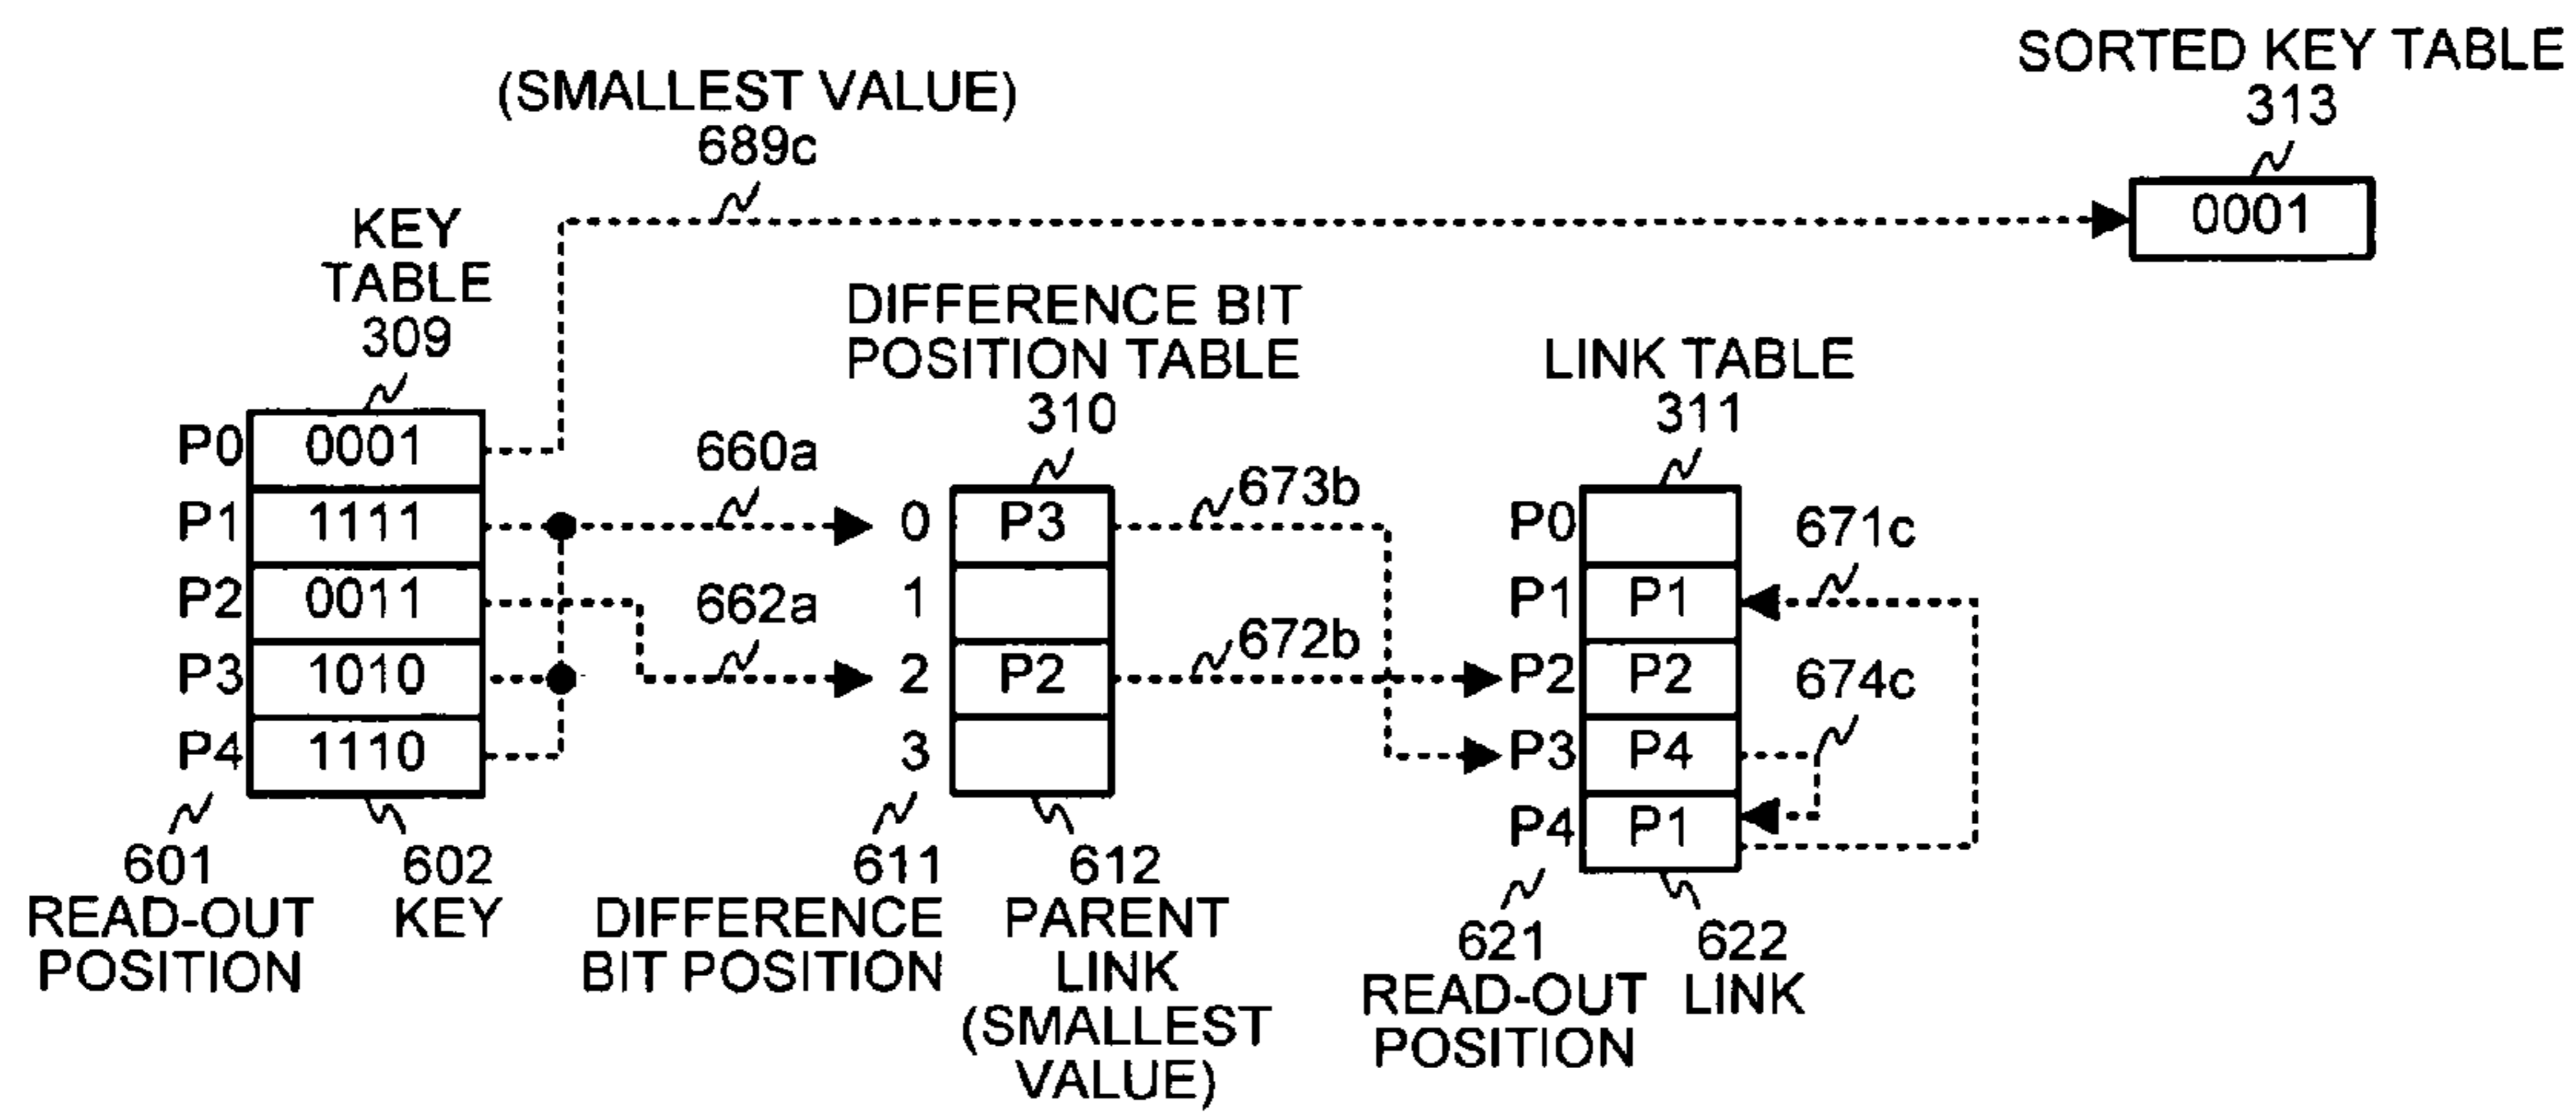 SORTED KEY TABLE
313
0001
(SMALLEST VALUE)
689c
KEY
TABLE
309
P0 0001
P1 1111
P2 0011
P3 1010
P4 1110
601
READ-OUT
POSITION
602
KEY
660a
662a
DIFFERENCE BIT
POSITION TABLE
310
0 P3
1
2 P2
3
611
DIFFERENCE
BIT POSITION
612
PARENT
LINK
(SMALLEST
VALUE)
673b
672b
LINK TABLE
311
P0
P1 P1
P2 P2
P3 P4
P4 P1
671c
674c
621
READ-OUT
POSITION
622
LINK